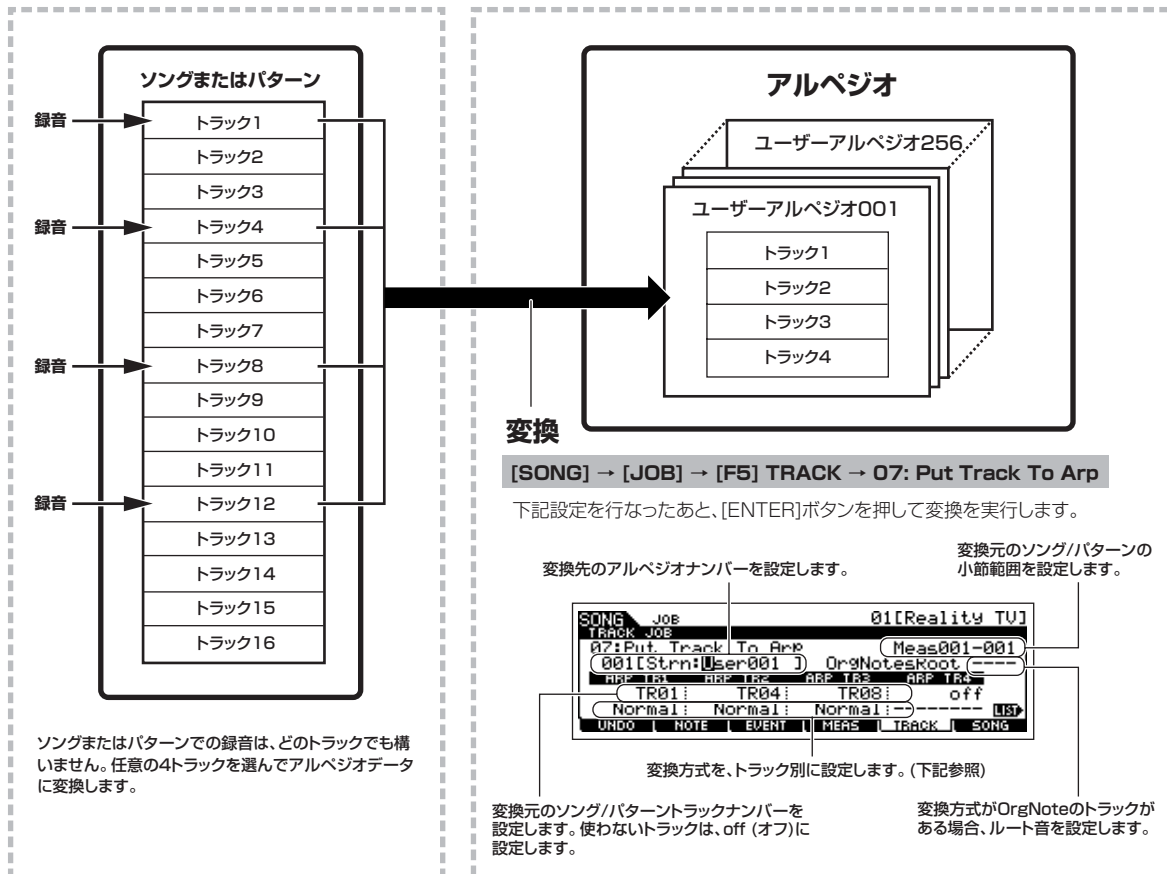 ソングまたはパターン
録音
トラック1
トラック2
トラック3
録音
トラック4
トラック5
トラック6
トラック7
録音
トラック8
トラック9
トラック10
トラック11
録音
トラック12
トラック13
トラック14
トラック15
トラック16
ソングまたはパターンでの録音は、どのトラックでも構
いません。任意の4トラックを選んでアルペジオデータ
に変換します。
アルペジオ
ユーザーアルペジオ256
ユーザーアルペジオ001
トラック1
トラック2
トラック3
トラック4
変換
[SONG] → [JOB] → [F5] TRACK → 07: Put Track To Arp
下記設定を行なったあと、[ENTER]ボタンを押して変換を実行します。
変換先のアルペジオナンバーを設定します。
変換元のソング/パターンの
小節範囲を設定します。
SONG JOB 01[Reality TV]
TRACK JOB
07:Put Track To Arp Meas001-001
001[Strn:User001 ] OrgNotesRoot ----
ARP TR1 ARP TR2 ARP TR3 ARP TR4
TR01 TR04 TR08 off
Normal Normal Normal -------- LIST
UNDO NOTE EVENT MEAS TRACK SONG
変換方式を、トラック別に設定します。(下記参照)
変換元のソング/パターントラックナンバーを
設定します。使わないトラックは、off (オフ)に
設定します。
変換方式がOrgNoteのトラックが
ある場合、ルート音を設定します。